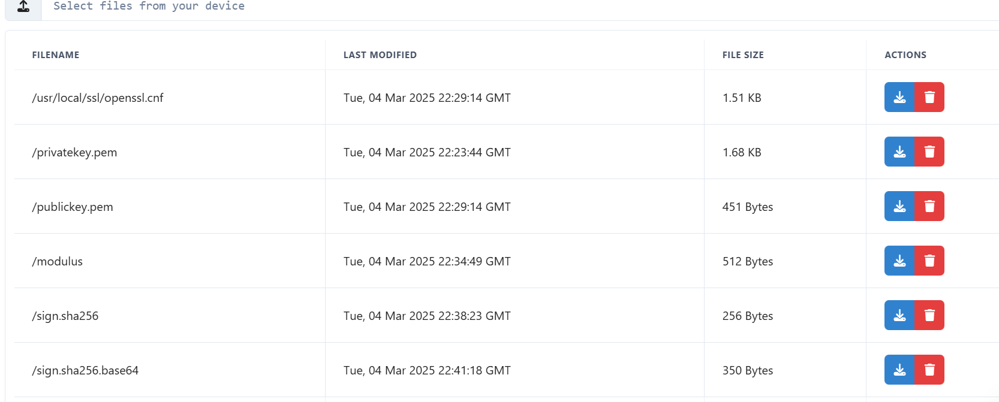 Select files from your device
FILENAME LAST MODIFIED FILE SIZE ACTIONS
/usr/local/ssl/openssl.cnf Tue, 04 Mar 2025 22:29:14 GMT 1.51 KB
/privatekey.pem Tue, 04 Mar 2025 22:23:44 GMT 1.68 KB
/publickey.pem Tue, 04 Mar 2025 22:29:14 GMT 451 Bytes
/modulus Tue, 04 Mar 2025 22:34:49 GMT 512 Bytes
/sign.sha256 Tue, 04 Mar 2025 22:38:23 GMT 256 Bytes
/sign.sha256.base64 Tue, 04 Mar 2025 22:41:18 GMT 350 Bytes